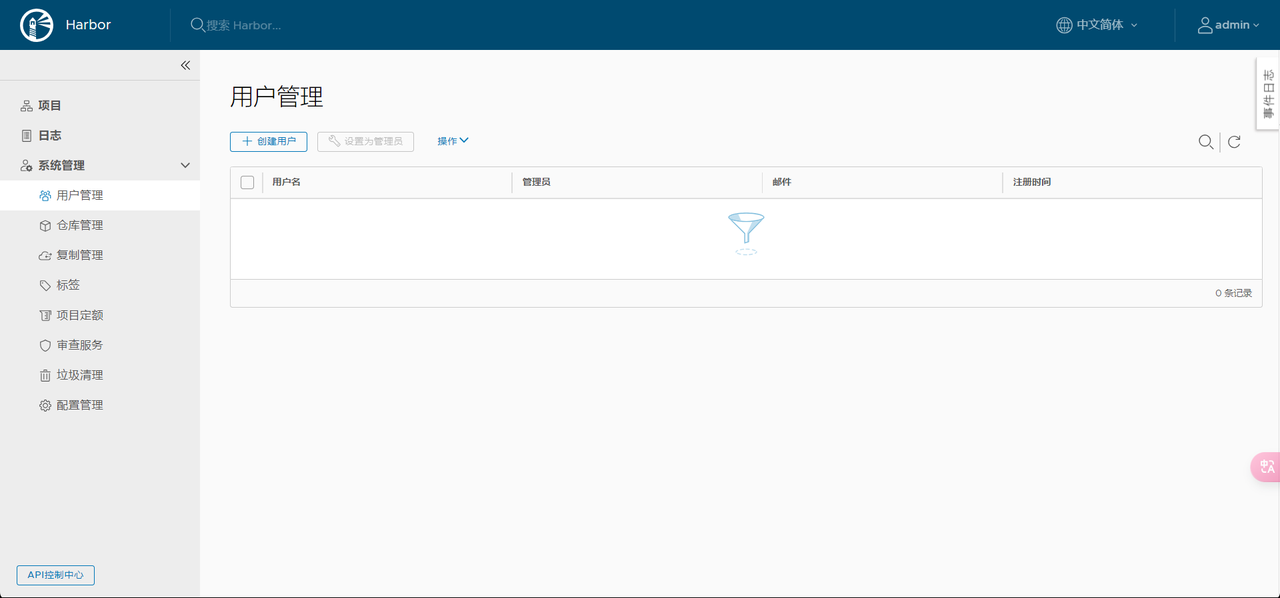 Harbor
搜索 Harbor...
中文简体
admin
事件日志
项目
日志
系统管理
用户管理
仓库管理
复制管理
标签
项目定额
审查服务
垃圾清理
配置管理
API控制中心
用户管理
创建用户
设置为管理员
操作
用户名
管理员
邮件
注册时间
0 条记录